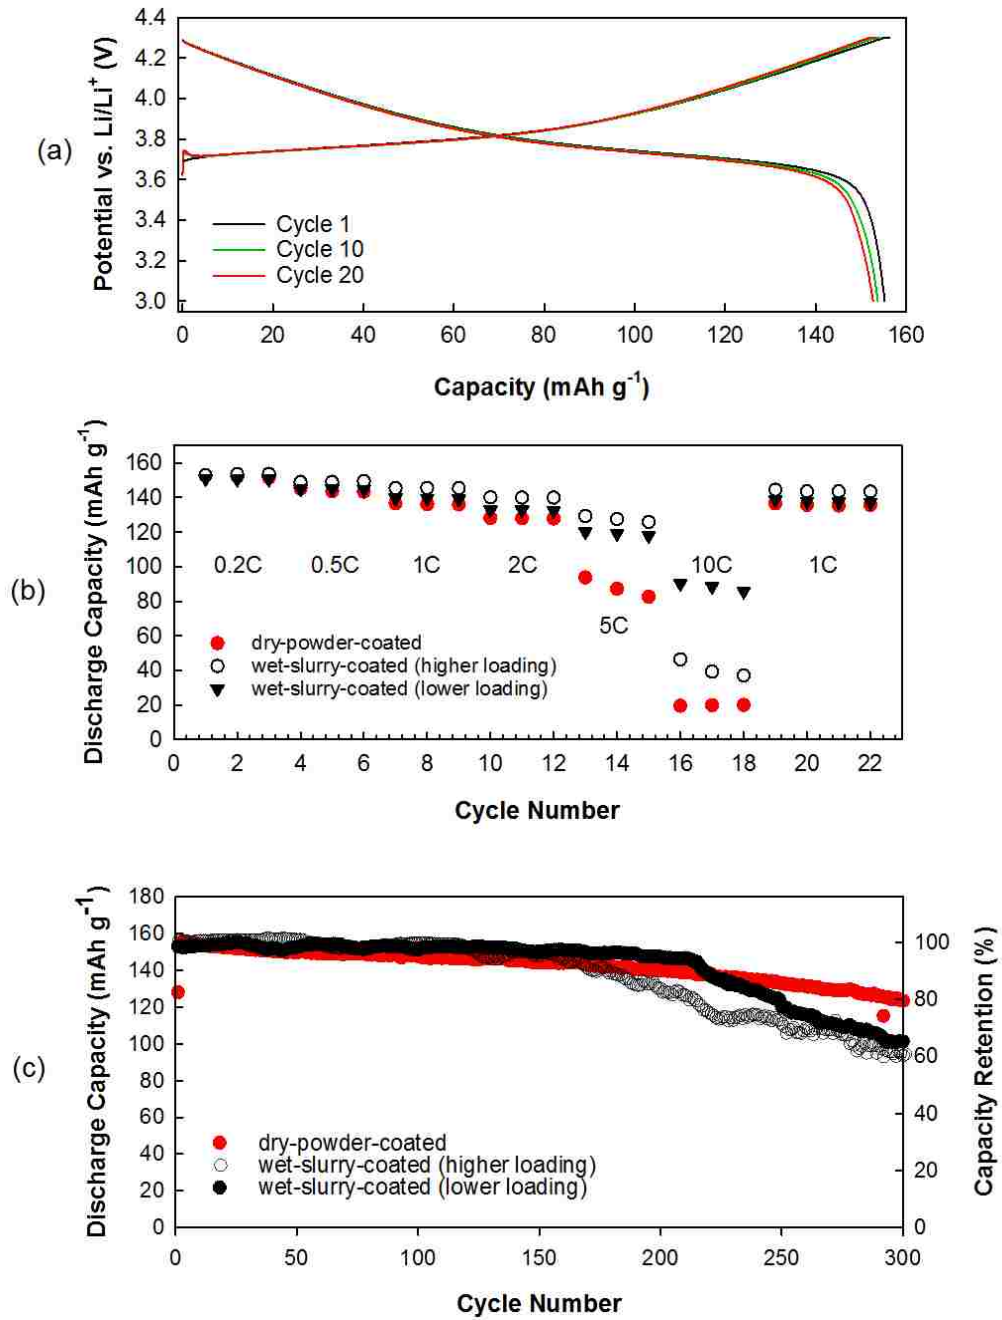 (a)
Potential vs. Li/Li+ (V)
4.4
4.2
4.0
3.8
3.6
3.4
3.2
3.0
Cycle 1
Cycle 10
Cycle 20
0 20 40 60 80 100 120 140 160
Capacity (mAh g-1)
(b)
Discharge Capacity (mAh g-1)
160
140
120
100
80
60
40
20
0
0.2C 0.5C 1C 2C 10C 1C
5C
dry-powder-coated
wet-slurry-coated (higher loading)
wet-slurry-coated (lower loading)
0 2 4 6 8 10 12 14 16 18 20 22
Cycle Number
(c)
Discharge Capacity (mAh g-1)
180
160
140
120
100
80
60
40
20
0
dry-powder-coated
wet-slurry-coated (higher loading)
wet-slurry-coated (lower loading)
100
80
60
40
20
0
Capacity Retention (%)
0 50 100 150 200 250 300
Cycle Number